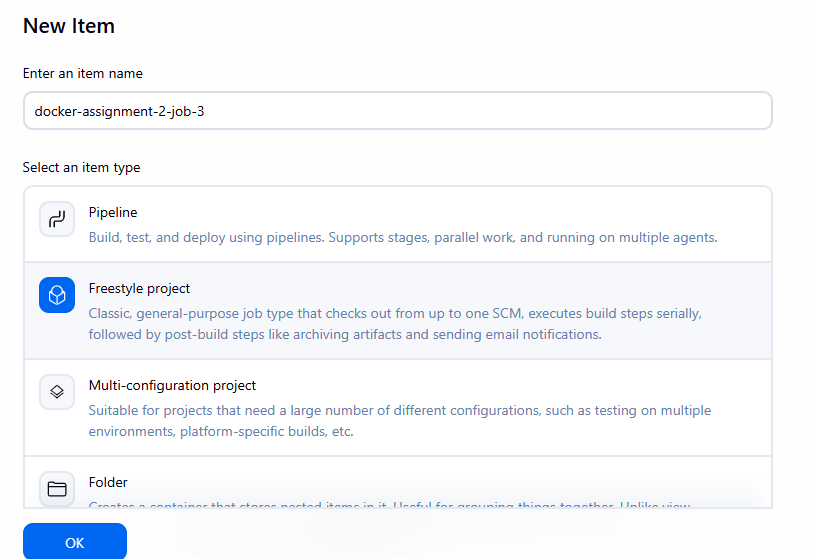 New Item
Enter an item name
docker-assignment-2-job-3
Select an item type
Pipeline
Build, test, and deploy using pipelines. Supports stages, parallel work, and running on multiple agents.
Freestyle project
Classic, general-purpose job type that checks out from up to one SCM, executes build steps serially,
followed by post-build steps like archiving artifacts and sending email notifications.
Multi-configuration project
Suitable for projects that need a large number of different configurations, such as testing on multiple
environments, platform-specific builds, etc.
Folder
Creates a container that stores nested items in it. Useful for grouping things together. Unlike view,
OK